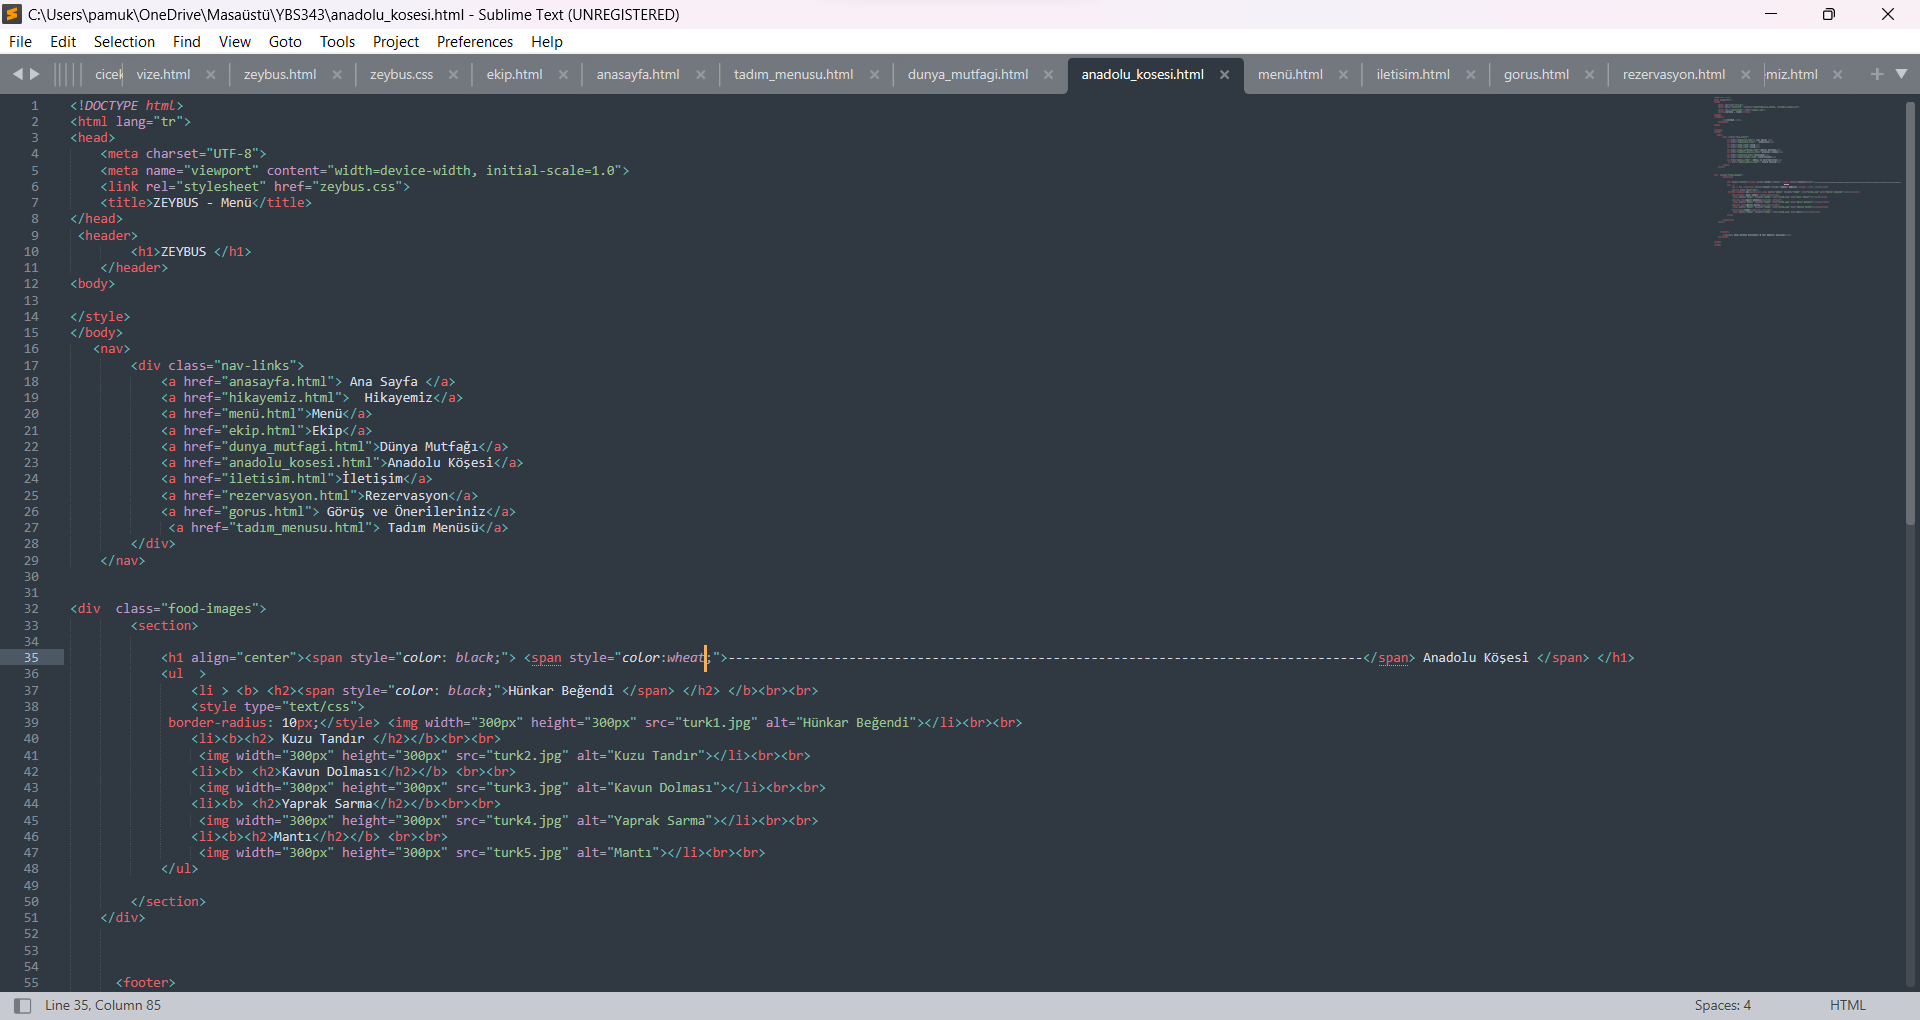 C:\Users\pamuk\OneDrive\Masaüstü\YBS343\anadolu_kosesi.html - Sublime Text (UNREGISTERED)
File Edit Selection Find View Goto Tools Project Preferences Help
cicek vize.html zeybus.html zeybus.css ekip.html anasayfa.html tadım_menusu.html dunya_mutfagi.html anadolu_kosesi.html menü.html iletisim.html gorus.html rezervasyon.html miz.html
1 <!DOCTYPE html>
2 <html lang="tr">
3 <head>
4 <meta charset="UTF-8">
5 <meta name="viewport" content="width=device-width, initial-scale=1.0">
6 <link rel="stylesheet" href="zeybus.css">
7 <title>ZEYBUS - Menü</title>
8 </head>
9 <header>
10 <h1>ZEYBUS </h1>
11 </header>
12 <body>
13
14 </style>
15 </body>
16 <nav>
17 <div class="nav-links">
18 <a href="anasayfa.html"> Ana Sayfa </a>
19 <a href="hikayemiz.html">  Hikayemiz</a>
20 <a href="menü.html">Menü</a>
21 <a href="ekip.html">Ekip</a>
22 <a href="dunya_mutfagi.html">Dünya Mutfağı</a>
23 <a href="anadolu_kosesi.html">Anadolu Köşesi</a>
24 <a href="iletisim.html">İletişim</a>
25 <a href="rezervasyon.html">Rezervasyon</a>
26 <a href="gorus.html"> Görüş ve Önerileriniz</a>
27 <a href="tadım_menusu.html"> Tadım Menüsü</a>
28 </div>
29 </nav>
30
31
32 <div  class="food-images">
33 <section>
34
35 <h1 align="center"><span style="color: black;"> <span style="color:wheat;">------------------------------------------------------------------------------------</span> Anadolu Köşesi </span> </h1>
36 <ul  >
37 <li > <b> <h2><span style="color: black;">Hünkar Beğendi </span> </h2> </b><br><br>
38 <style type="text/css">
39 border-radius: 10px;</style> <img width="300px" height="300px" src="turk1.jpg" alt="Hünkar Beğendi"></li><br><br>
40 <li><b><h2> Kuzu Tandır </h2></b><br><br>
41 <img width="300px" height="300px" src="turk2.jpg" alt="Kuzu Tandır"></li><br><br>
42 <li><b> <h2>Kavun Dolması</h2></b> <br><br>
43 <img width="300px" height="300px" src="turk3.jpg" alt="Kavun Dolması"></li><br><br>
44 <li><b> <h2>Yaprak Sarma</h2></b><br><br>
45 <img width="300px" height="300px" src="turk4.jpg" alt="Yaprak Sarma"></li><br><br>
46 <li><b><h2>Mantı</h2></b> <br><br>
47 <img width="300px" height="300px" src="turk5.jpg" alt="Mantı"></li><br><br>
48 </ul>
49
50 </section>
51 </div>
52
53
54
55 <footer>
Line 35, Column 85 Spaces: 4 HTML